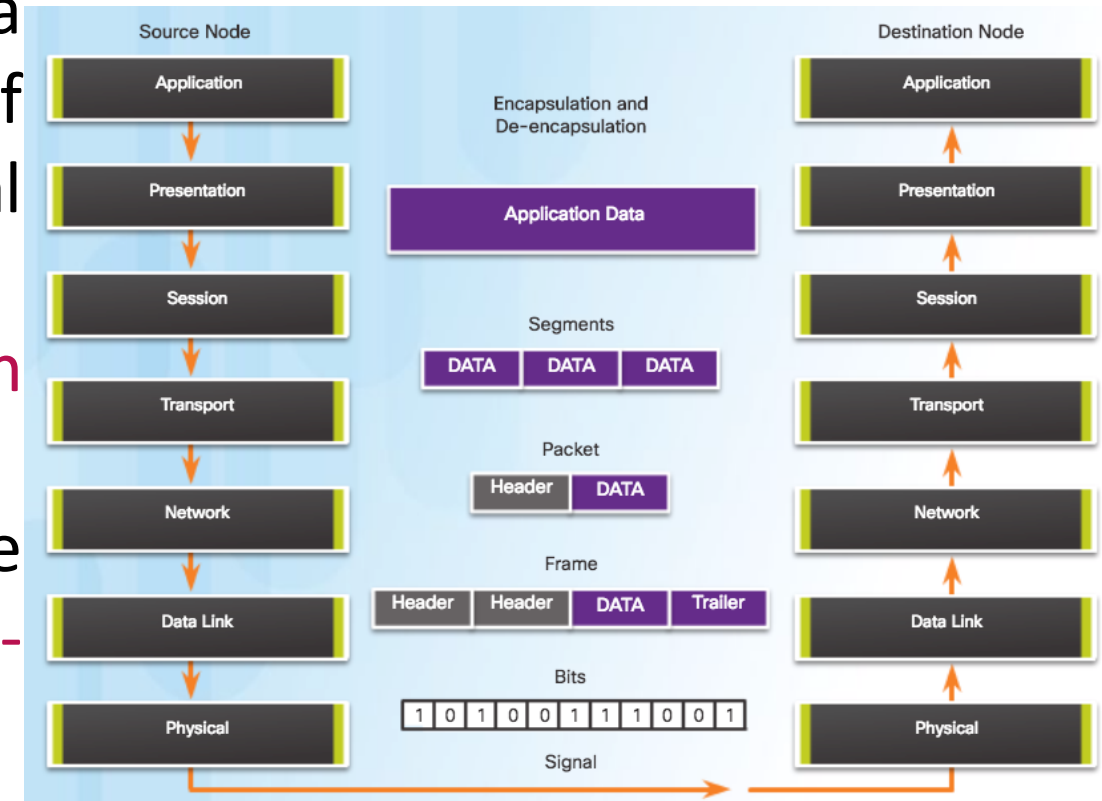 a
f
al
n
e
-
Source Node
Application
Presentation
Session
Transport
Network
Data Link
Physical
Encapsulation and
De-encapsulation
Application Data
Segments
DATA DATA DATA
Packet
Header DATA
Frame
Header Header DATA Trailer
Bits
1 0 1 0 0 1 1 1 0 0 1
Signal
Destination Node
Application
Presentation
Session
Transport
Network
Data Link
Physical